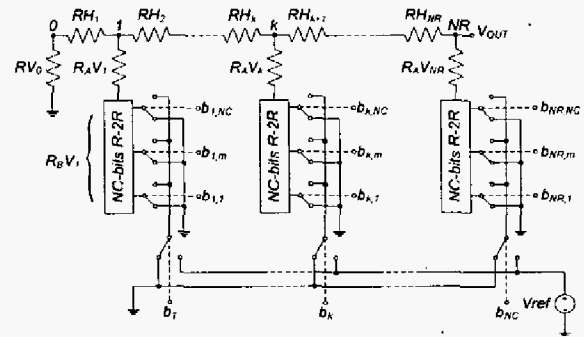 0 RH1 1 RH2 RHk k RHk+1 RHNR NR VOUT
RV0 RAV1 RAVk RAVNR
RBV1 NC-bits R-2R b1,NC NC-bits R-2R bk,NC NC-bits R-2R bNR,NC
b1,m bk,m bNR,m
b1,1 bk,1 bNR,1
b1 bk bNC Vref